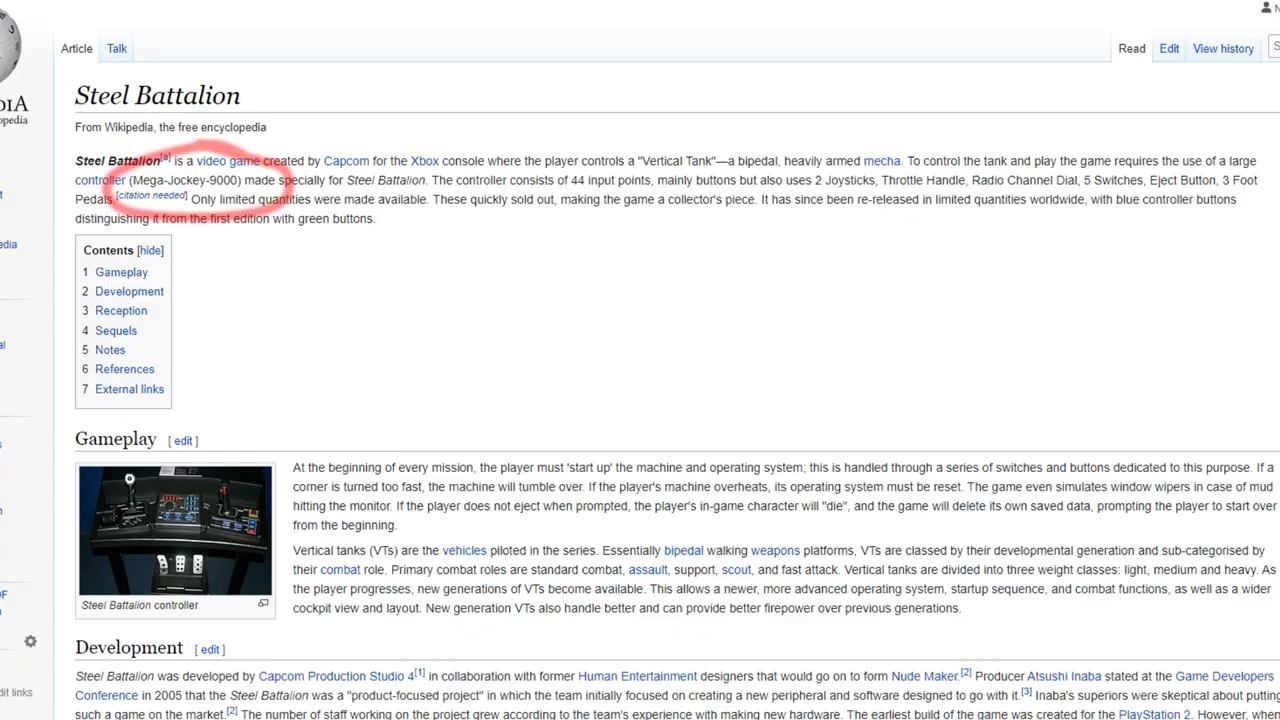 N
Article Talk Read Edit View history S
Steel Battalion
DIA
opedia
From Wikipedia, the free encyclopedia
Steel Battalion[a] is a video game created by Capcom for the Xbox console where the player controls a "Vertical Tank"—a bipedal, heavily armed mecha. To control the tank and play the game requires the use of a large
controller (Mega-Jockey-9000) made specially for Steel Battalion. The controller consists of 44 input points, mainly buttons but also uses 2 Joysticks, Throttle Handle, Radio Channel Dial, 5 Switches, Eject Button, 3 Foot
Pedals.[citation needed] Only limited quantities were made available. These quickly sold out, making the game a collector's piece. It has since been re-released in limited quantities worldwide, with blue controller buttons
distinguishing it from the first edition with green buttons.
t
edia
al
s
n
OF
dit links
Contents [hide]
1 Gameplay
2 Development
3 Reception
4 Sequels
5 Notes
6 References
7 External links
Gameplay [ edit ]
At the beginning of every mission, the player must 'start up' the machine and operating system; this is handled through a series of switches and buttons dedicated to this purpose. If a
corner is turned too fast, the machine will tumble over. If the player's machine overheats, its operating system must be reset. The game even simulates window wipers in case of mud
hitting the monitor. If the player does not eject when prompted, the player's in-game character will "die", and the game will delete its own saved data, prompting the player to start over
from the beginning.
Vertical tanks (VTs) are the vehicles piloted in the series. Essentially bipedal walking weapons platforms, VTs are classed by their developmental generation and sub-categorised by
their combat role. Primary combat roles are standard combat, assault, support, scout, and fast attack. Vertical tanks are divided into three weight classes: light, medium and heavy. As
the player progresses, new generations of VTs become available. This allows a newer, more advanced operating system, startup sequence, and combat functions, as well as a wider
cockpit view and layout. New generation VTs also handle better and can provide better firepower over previous generations.
Steel Battalion controller
Development [ edit ]
Steel Battalion was developed by Capcom Production Studio 4[1] in collaboration with former Human Entertainment designers that would go on to form Nude Maker.[2] Producer Atsushi Inaba stated at the Game Developers
Conference in 2005 that the Steel Battalion was a "product-focused project" in which the team initially focused on creating a new peripheral and software designed to go with it.[3] Inaba's superiors were skeptical about putting
such a game on the market.[2] The number of staff working on the project grew according to the team's experience with making new hardware. The earliest build of the game was created for the PlayStation 2. However, when